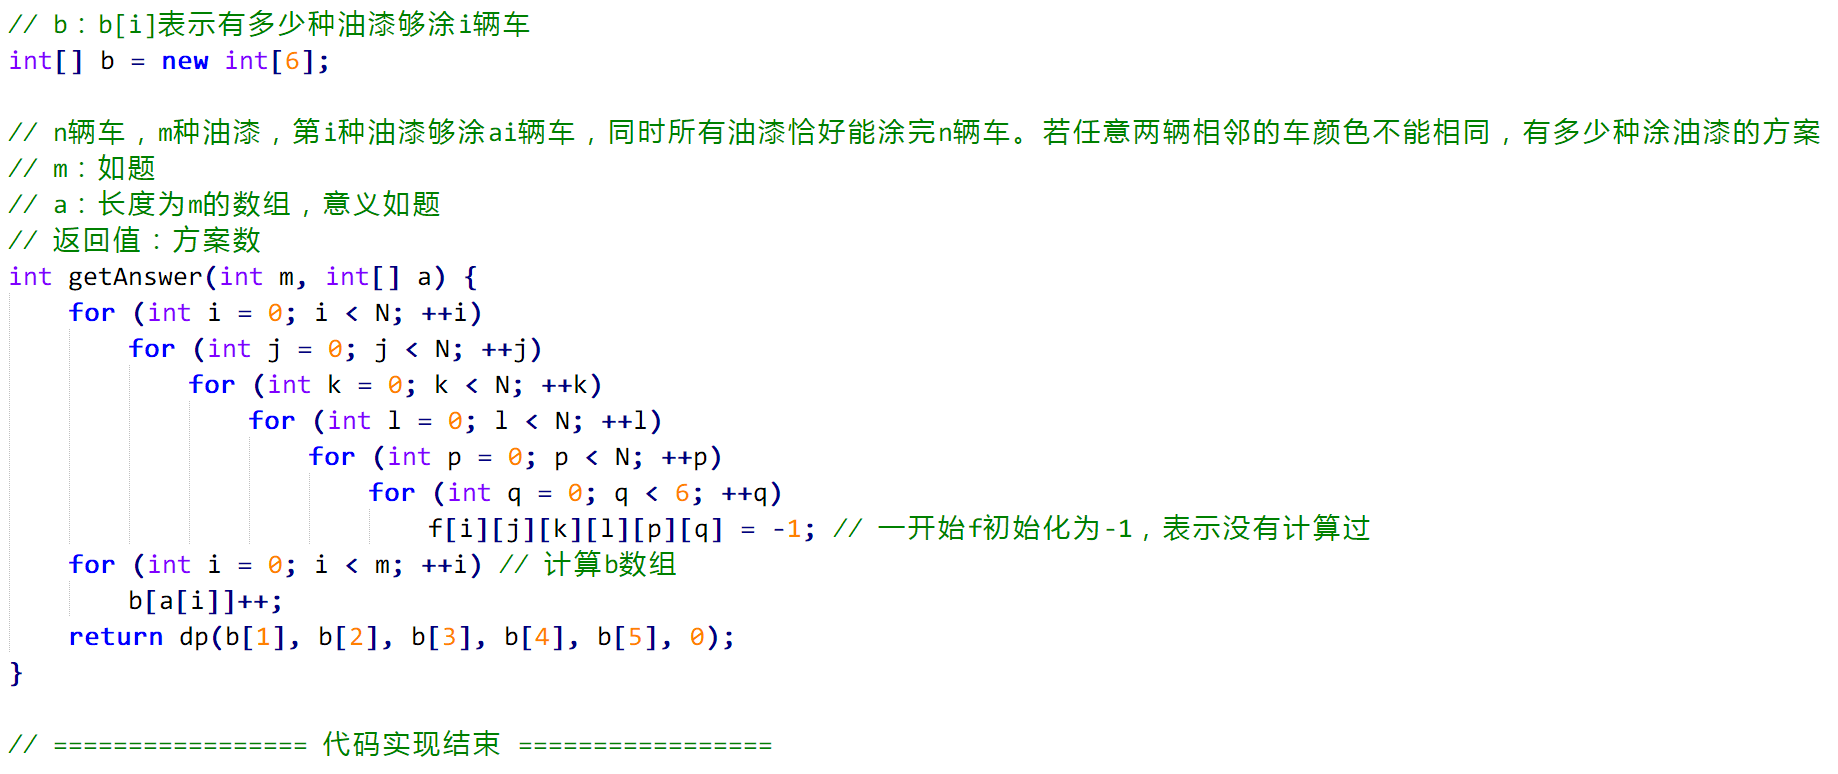 // b：b[i]表示有多少种油漆够涂i辆车
int[] b = new int[6];
// n辆车，m种油漆，第i种油漆够涂ai辆车，同时所有油漆恰好能涂完n辆车。若任意两辆相邻的车颜色不能相同，有多少种涂油漆的方案
// m：如题
// a：长度为m的数组，意义如题
// 返回值：方案数
int getAnswer(int m, int[] a) {
    for (int i = 0; i < N; ++i)
        for (int j = 0; j < N; ++j)
            for (int k = 0; k < N; ++k)
                for (int l = 0; l < N; ++l)
                    for (int p = 0; p < N; ++p)
                        for (int q = 0; q < 6; ++q)
                            f[i][j][k][l][p][q] = -1; // 一开始f初始化为-1，表示没有计算过
    for (int i = 0; i < m; ++i) // 计算b数组
        b[a[i]]++;
    return dp(b[1], b[2], b[3], b[4], b[5], 0);
}
// ================= 代码实现结束 =================